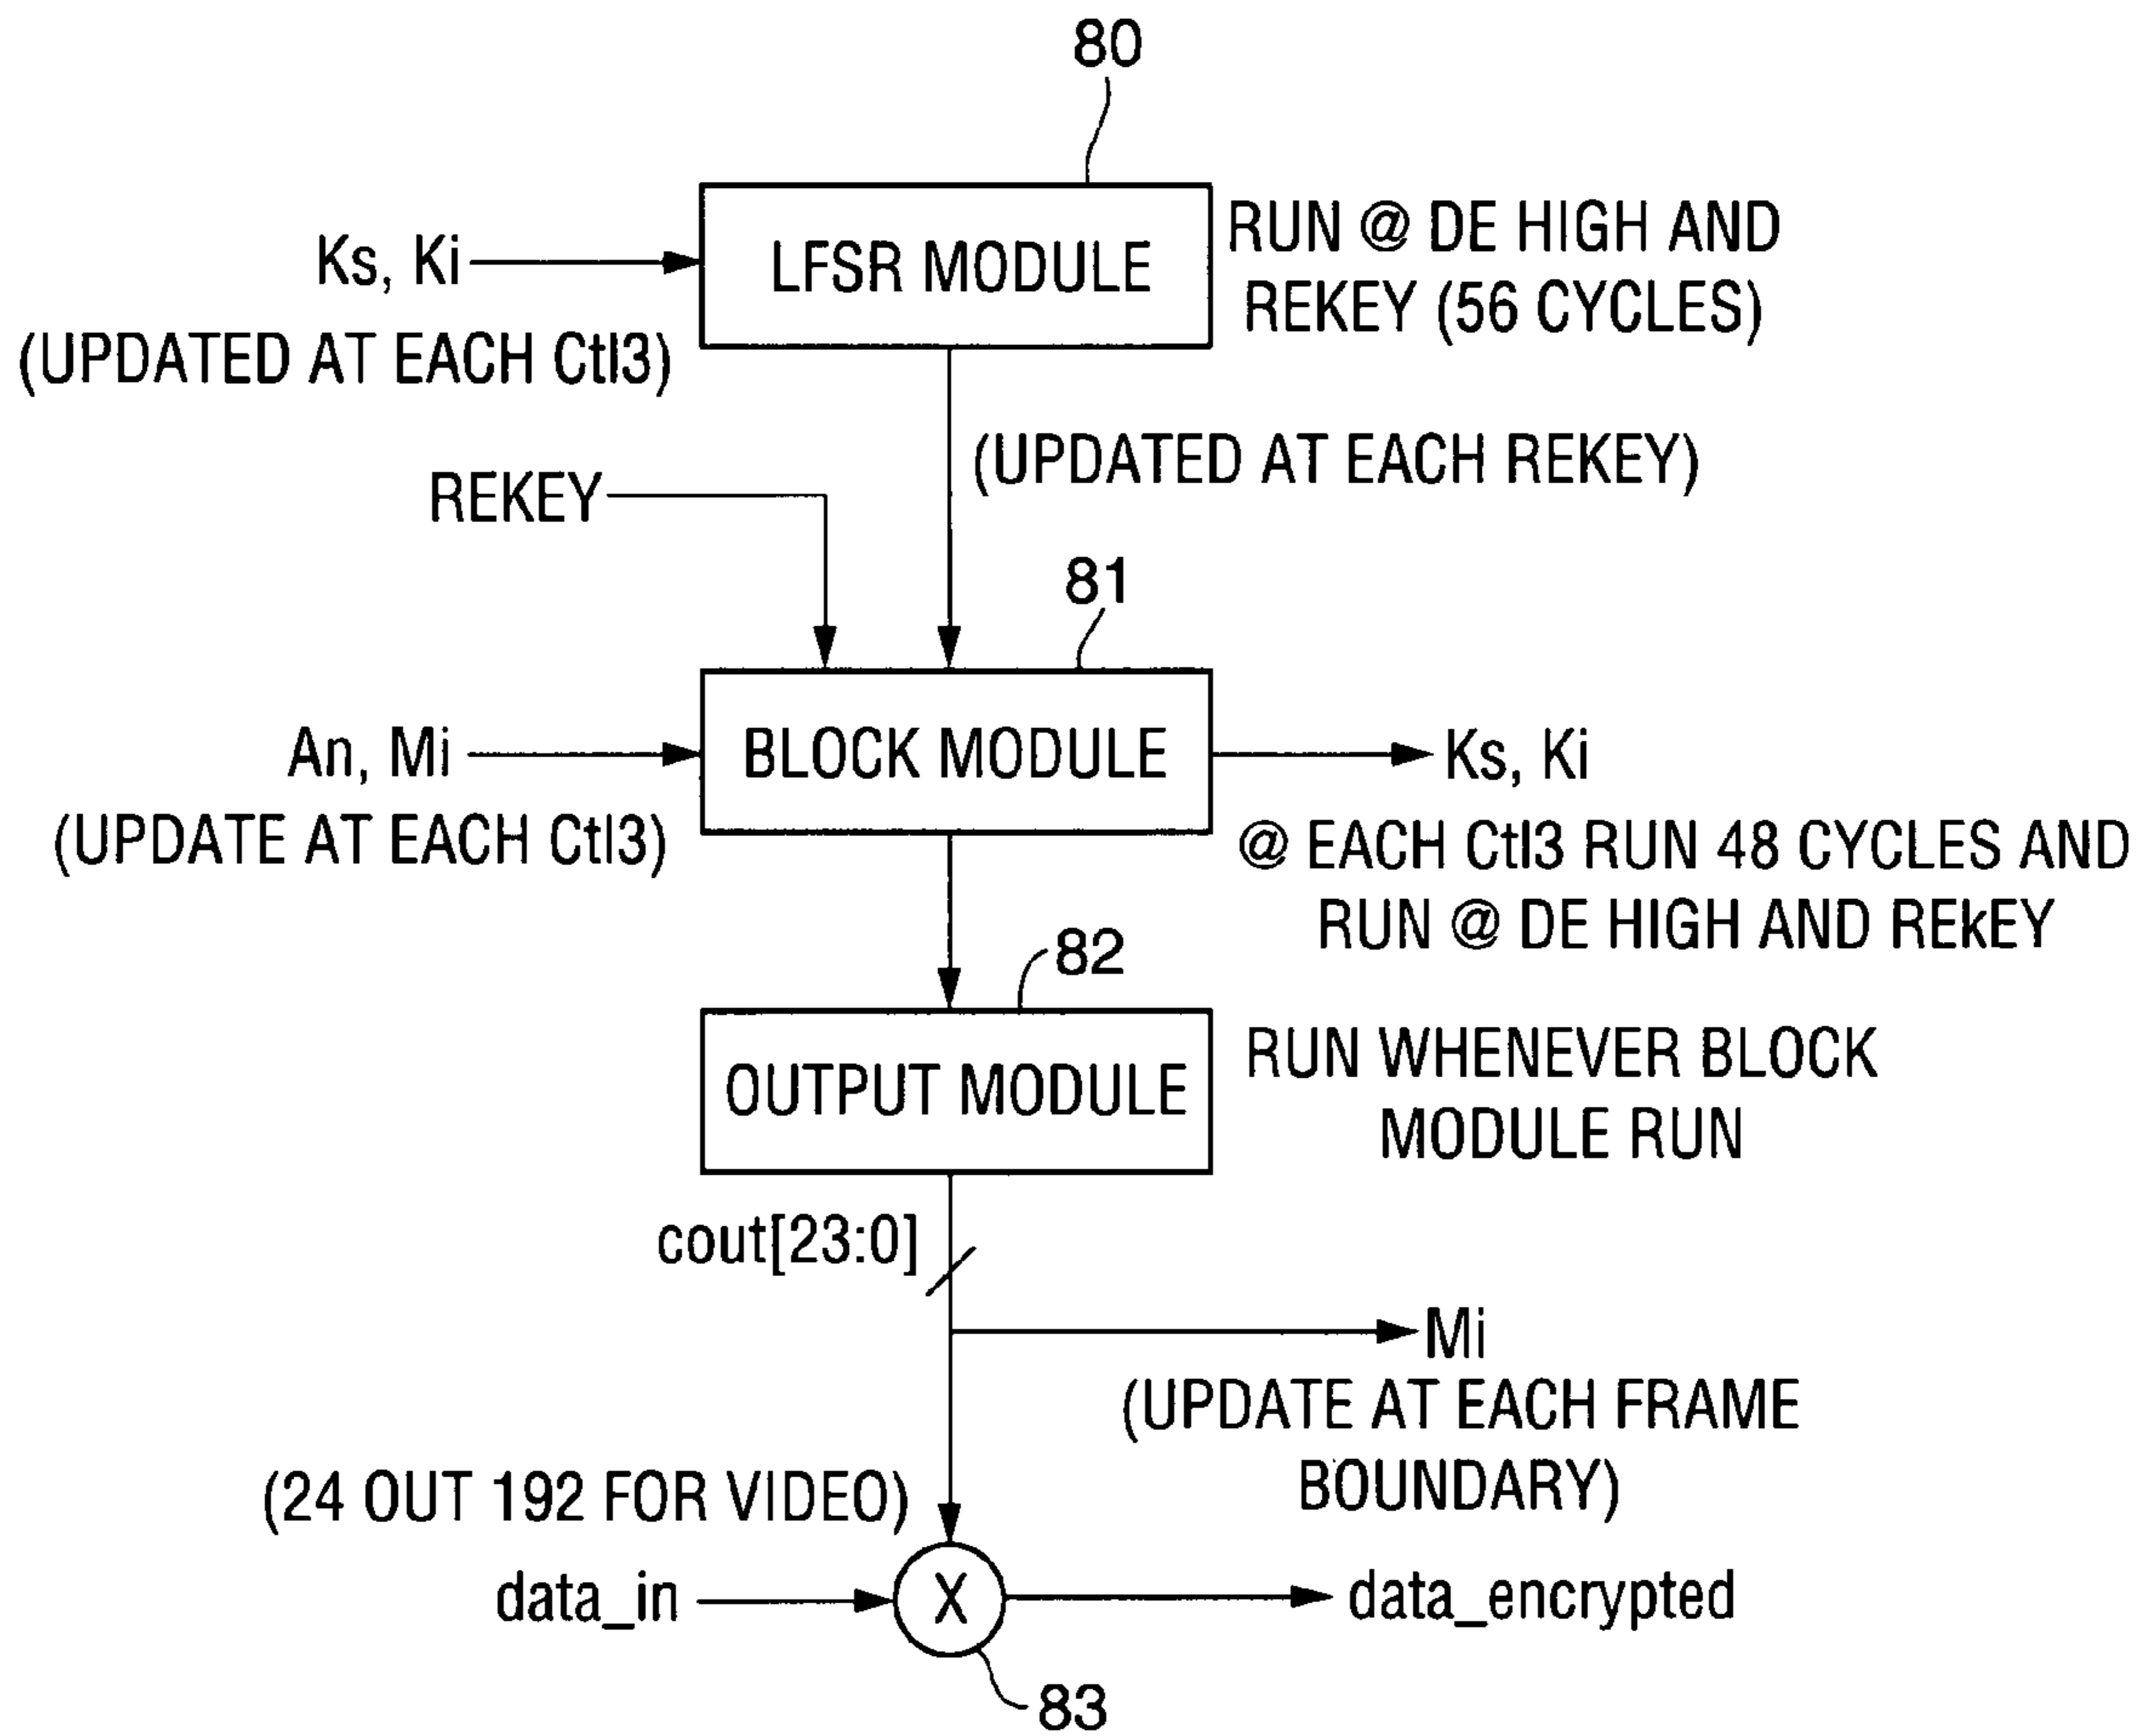 80
Ks, Ki
(UPDATED AT EACH Ctl3)
LFSR MODULE
RUN @ DE HIGH AND
REKEY (56 CYCLES)
REKEY
(UPDATED AT EACH REKEY)
81
An, Mi
(UPDATE AT EACH Ctl3)
BLOCK MODULE
Ks, Ki
@ EACH Ctl3 RUN 48 CYCLES AND
RUN @ DE HIGH AND REkEY
82
OUTPUT MODULE
RUN WHENEVER BLOCK
MODULE RUN
cout[23:0]
Mi
(UPDATE AT EACH FRAME
BOUNDARY)
(24 OUT 192 FOR VIDEO)
data_in
X
data_encrypted
83